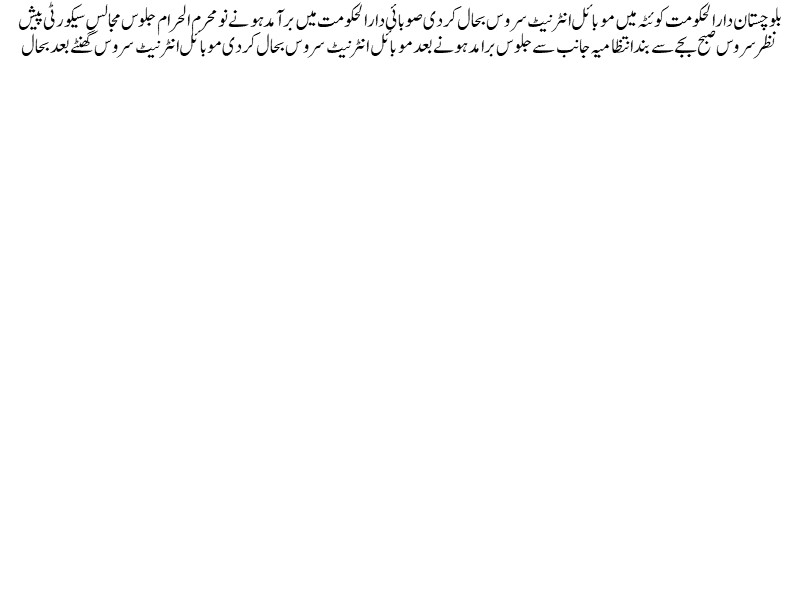 بلوچستان دارالحکومت کوئٹہ میں موبائل انٹرنیٹ سروس بحال کردی صوبائی دارالحکومت میں برآمد ہونے نو محرم الحرام جلوس مجالس سیکورٹی پیش
نظر سروس صبح بجے سے بند انتظامیہ جانب سے جلوس برامد ہونے بعد موبائل انٹرنیٹ سروس بحال کردی موبائل انٹرنیٹ سروس گھنٹے بعد بحال